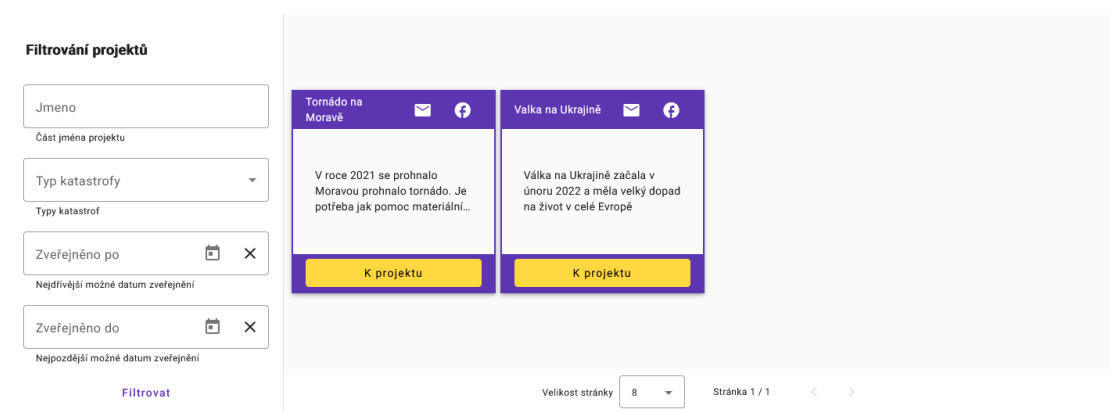 Filtrování projektů
Jmeno
Část jména projektu
Typ katastrofy
Typy katastrof
Zveřejněno po
Nejdřívější možné datum zveřejnění
Zveřejněno do
Nejpozdější možné datum zveřejnění
Filtrovat
Tornádo na
Moravě
V roce 2021 se prohnalo
Moravou prohnalo tornádo. Je
potřeba jak pomoc materiální...
K projektu
Valka na Ukrajině
Válka na Ukrajině začala v
únoru 2022 a měla velký dopad
na život v celé Evropě
K projektu
Velikost stránky 8 Stránka 1 / 1